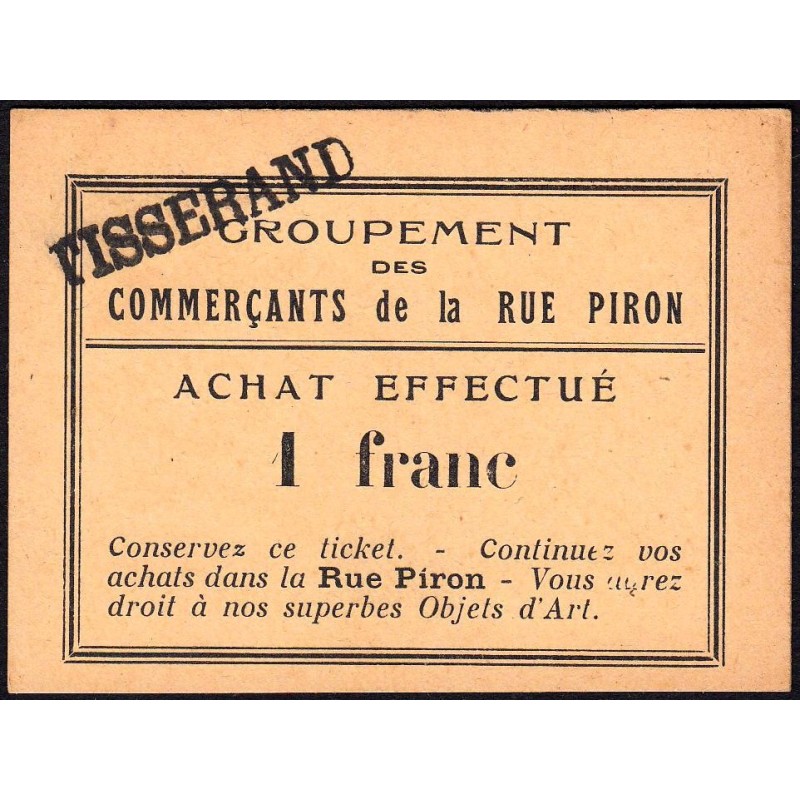 TISSERAND
GROUPEMENT
DES
COMMERÇANTS de la RUE PIRON
ACHAT EFFECTUÉ
1 franc
Conservez ce ticket. - Continuez vos
achats dans la Rue Piron - Vous aurez
droit à nos superbes Objets d'Art.